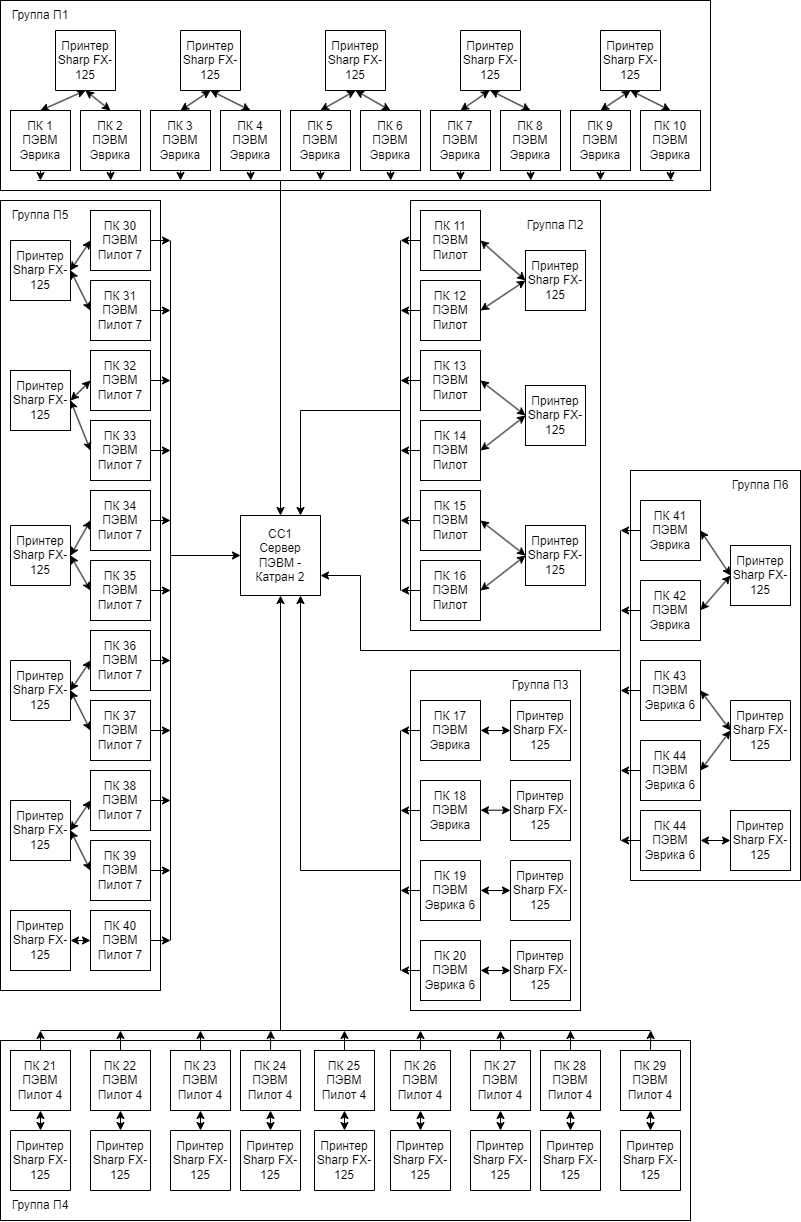 Группа П1
Принтер
Sharp FX-
125
Принтер
Sharp FX-
125
Принтер
Sharp FX-
125
Принтер
Sharp FX-
125
Принтер
Sharp FX-
125
ПК 1
ПЭВМ
Эврика
ПК 2
ПЭВМ
Эврика
ПК 3
ПЭВМ
Эврика
ПК 4
ПЭВМ
Эврика
ПК 5
ПЭВМ
Эврика
ПК 6
ПЭВМ
Эврика
ПК 7
ПЭВМ
Эврика
ПК 8
ПЭВМ
Эврика
ПК 9
ПЭВМ
Эврика
ПК 10
ПЭВМ
Эврика
Группа П5
Принтер
Sharp FX-
125
ПК 30
ПЭВМ
Пилот 7
ПК 31
ПЭВМ
Пилот 7
Принтер
Sharp FX-
125
ПК 32
ПЭВМ
Пилот 7
ПК 33
ПЭВМ
Пилот 7
Принтер
Sharp FX-
125
ПК 34
ПЭВМ
Пилот 7
ПК 35
ПЭВМ
Пилот 7
Принтер
Sharp FX-
125
ПК 36
ПЭВМ
Пилот 7
ПК 37
ПЭВМ
Пилот 7
Принтер
Sharp FX-
125
ПК 38
ПЭВМ
Пилот 7
ПК 39
ПЭВМ
Пилот 7
Принтер
Sharp FX-
125
ПК 40
ПЭВМ
Пилот 7
СС1
Сервер
ПЭВМ -
Катран 2
Группа П2
ПК 11
ПЭВМ
Пилот
ПК 12
ПЭВМ
Пилот
Принтер
Sharp FX-
125
ПК 13
ПЭВМ
Пилот
ПК 14
ПЭВМ
Пилот
Принтер
Sharp FX-
125
ПК 15
ПЭВМ
Пилот
ПК 16
ПЭВМ
Пилот
Принтер
Sharp FX-
125
Группа П6
ПК 41
ПЭВМ
Эврика
ПК 42
ПЭВМ
Эврика
Принтер
Sharp FX-
125
ПК 43
ПЭВМ
Эврика 6
ПК 44
ПЭВМ
Эврика 6
Принтер
Sharp FX-
125
ПК 44
ПЭВМ
Эврика 6
Принтер
Sharp FX-
125
Группа П3
ПК 17
ПЭВМ
Эврика
Принтер
Sharp FX-
125
ПК 18
ПЭВМ
Эврика
Принтер
Sharp FX-
125
ПК 19
ПЭВМ
Эврика 6
Принтер
Sharp FX-
125
ПК 20
ПЭВМ
Эврика 6
Принтер
Sharp FX-
125
ПК 21
ПЭВМ
Пилот 4
ПК 22
ПЭВМ
Пилот 4
ПК 23
ПЭВМ
Пилот 4
ПК 24
ПЭВМ
Пилот 4
ПК 25
ПЭВМ
Пилот 4
ПК 26
ПЭВМ
Пилот 4
ПК 27
ПЭВМ
Пилот 4
ПК 28
ПЭВМ
Пилот 4
ПК 29
ПЭВМ
Пилот 4
Принтер
Sharp FX-
125
Принтер
Sharp FX-
125
Принтер
Sharp FX-
125
Принтер
Sharp FX-
125
Принтер
Sharp FX-
125
Принтер
Sharp FX-
125
Принтер
Sharp FX-
125
Принтер
Sharp FX-
125
Принтер
Sharp FX-
125
Группа П4